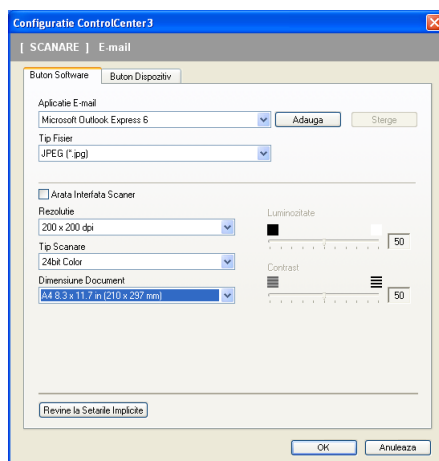 Configuratie ControlCenter3
[ SCANARE ] E-mail
Buton Software Buton Dispozitiv
Aplicatie E-mail
Microsoft Outlook Express 6 Adauga Sterge
Tip Fisier
JPEG (*.jpg)
Arata Interfata Scaner
Rezolutie Luminozitate
200 x 200 dpi 50
Tip Scanare
24bit Color
Contrast
Dimensiune Document
A4 8.3 x 11.7 in (210 x 297 mm) 50
Revine la Setarile Implicite
OK Anuleaza